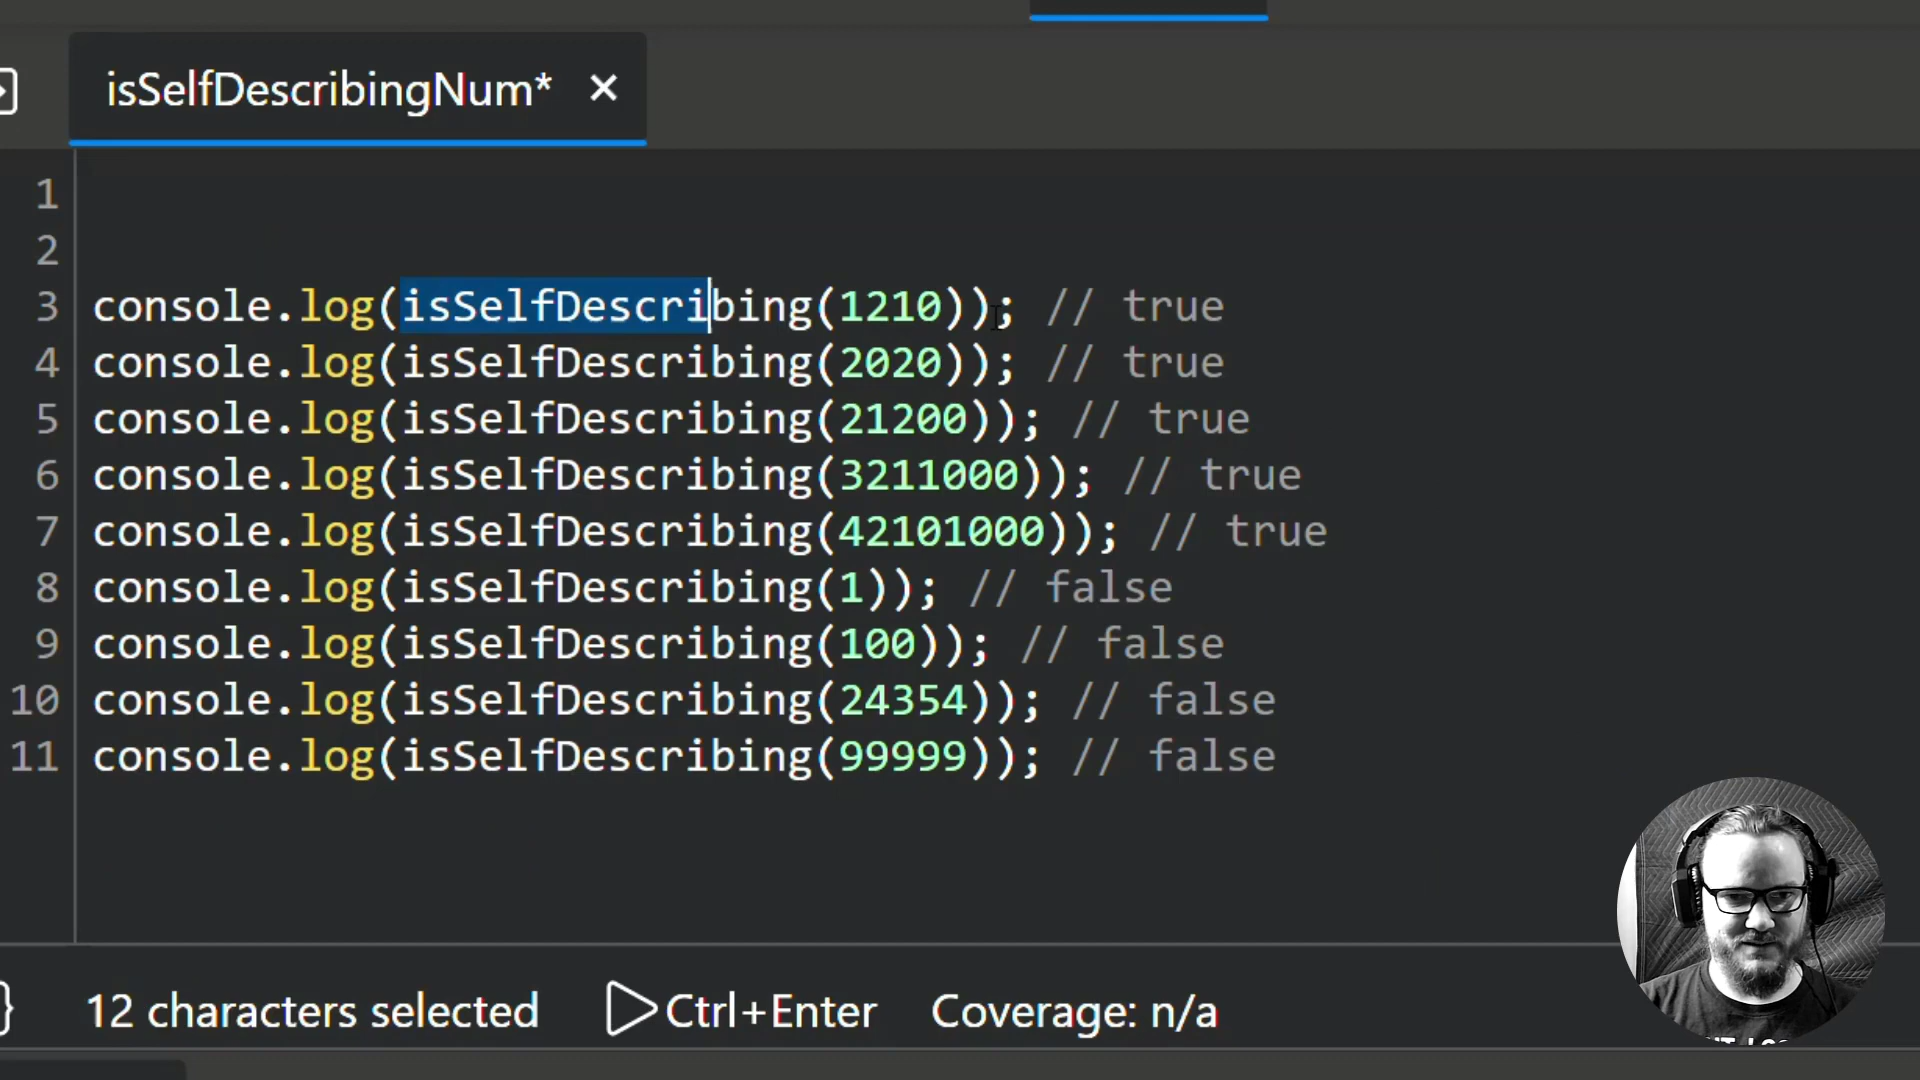 isSelfDescribingNum* ×
1
2
3 console.log(isSelfDescribing(1210)); // true
4 console.log(isSelfDescribing(2020)); // true
5 console.log(isSelfDescribing(21200)); // true
6 console.log(isSelfDescribing(3211000)); // true
7 console.log(isSelfDescribing(42101000)); // true
8 console.log(isSelfDescribing(1)); // false
9 console.log(isSelfDescribing(100)); // false
10 console.log(isSelfDescribing(24354)); // false
11 console.log(isSelfDescribing(99999)); // false
} 12 characters selected Ctrl+Enter Coverage: n/a